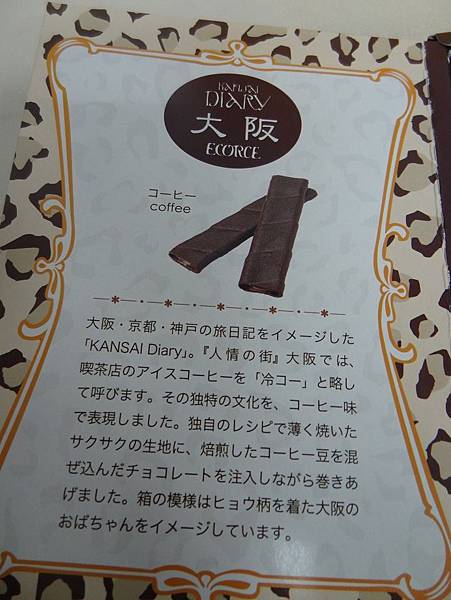 KANSAI
DIARY
大阪
ECORCE
コーヒー
coffee
大阪・京都・神戸の旅日記をイメージした
「KANSAI Diary」。『人情の街』大阪では、
喫茶店のアイスコーヒーを「冷コー」と略し
て呼びます。その独特の文化を、コーヒー味
で表現しました。独自のレシピで薄く焼いた
サクサクの生地に、焙煎したコーヒー豆を混
ぜ込んだチョコレートを注入しながら巻きあ
げました。箱の模様はヒョウ柄を着た大阪の
おばちゃんをイメージしています。